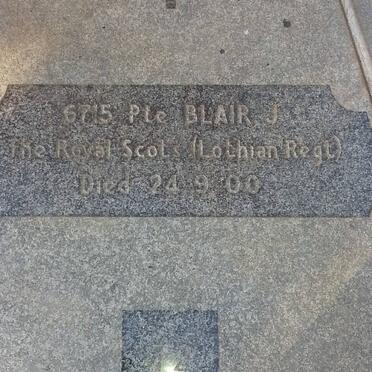 6715 Pte BLAIR J
The Royal Scots (Lothian Regt)
Died 24·9·00